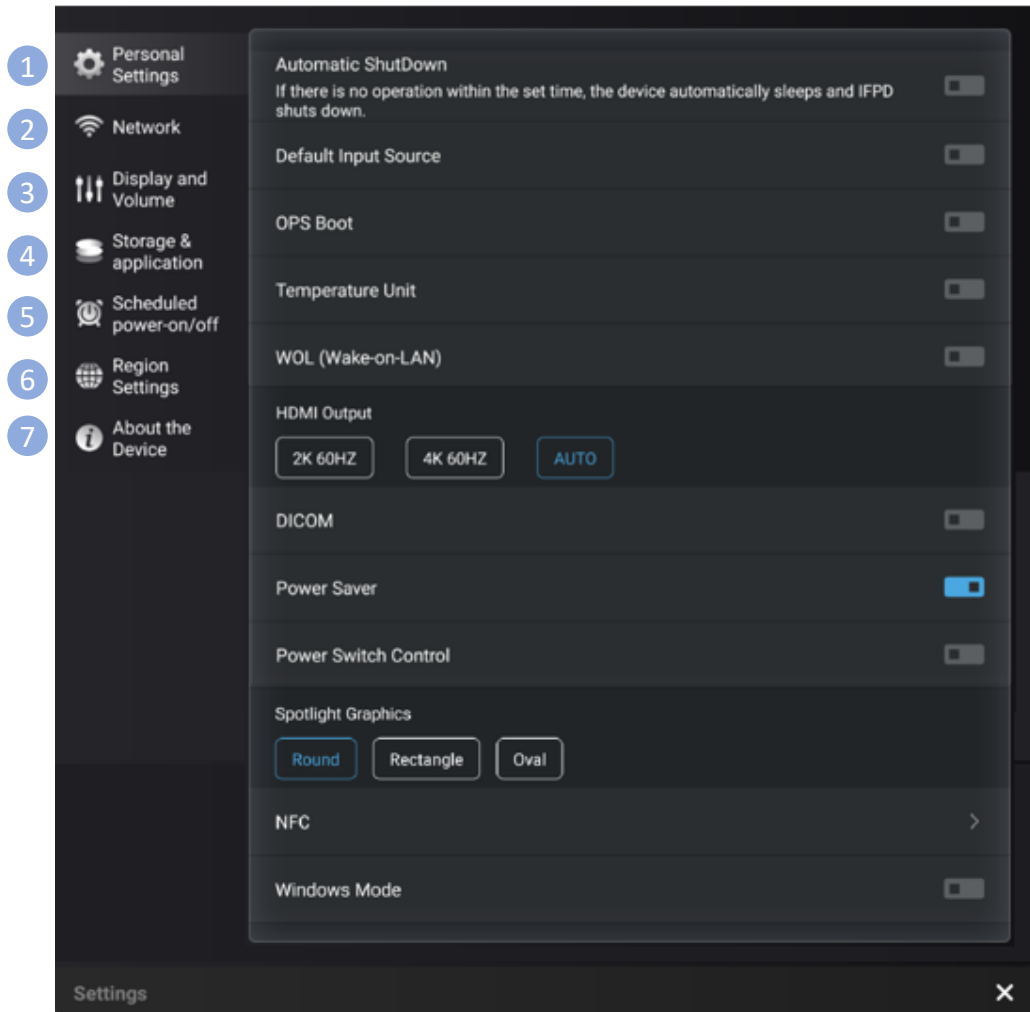 1
Personal
Settings
2
Network
3
Display and
Volume
4
Storage &
application
5
Scheduled
power-on/off
6
Region
Settings
7
About the
Device
Automatic ShutDown
If there is no operation within the set time, the device automatically sleeps and IFPD
shuts down.
Default Input Source
OPS Boot
Temperature Unit
WOL (Wake-on-LAN)
HDMI Output
2K 60HZ
4K 60HZ
AUTO
DICOM
Power Saver
Power Switch Control
Spotlight Graphics
Round
Rectangle
Oval
NFC
Windows Mode
Settings